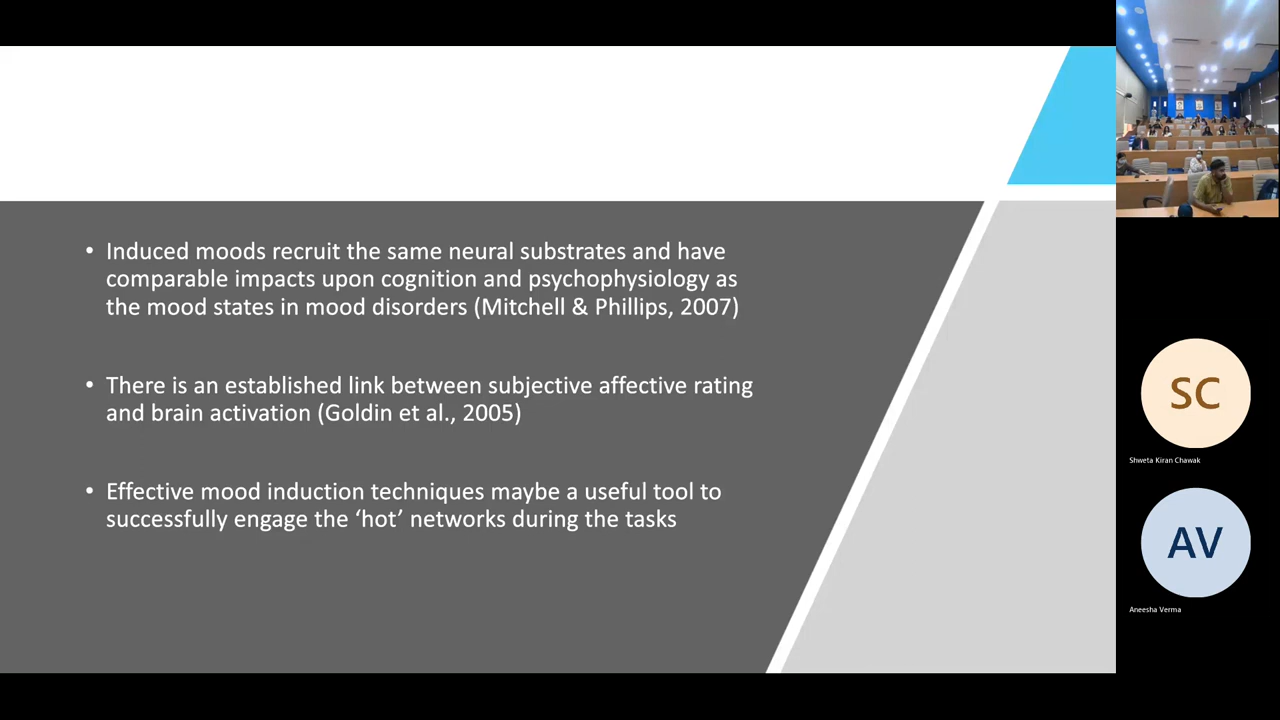 • Induced moods recruit the same neural substrates and have
comparable impacts upon cognition and psychophysiology as
the mood states in mood disorders (Mitchell & Phillips, 2007)
• There is an established link between subjective affective rating
and brain activation (Goldin et al., 2005)
• Effective mood induction techniques maybe a useful tool to
successfully engage the ‘hot’ networks during the tasks
SC
Shweta Kiran Chawak
AV
Aneesha Verma